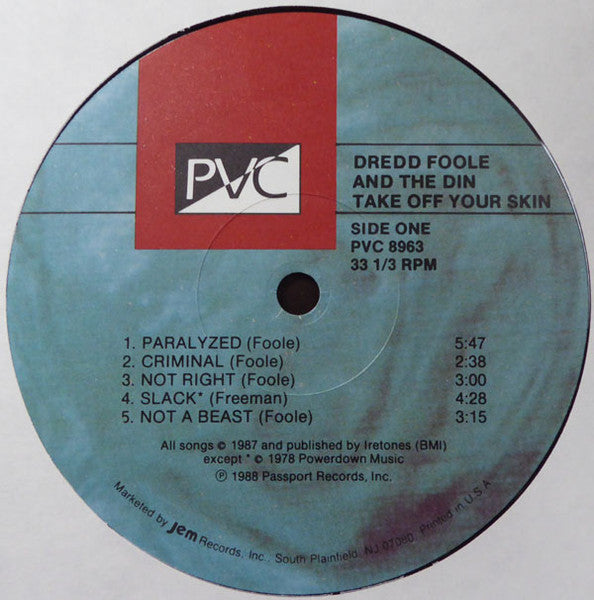 PVC
DREDD FOOLE
AND THE DIN
TAKE OFF YOUR SKIN
SIDE ONE
PVC 8963
33 1/3 RPM
1. PARALYZED (Foole) 5:47
2. CRIMINAL (Foole) 2:38
3. NOT RIGHT (Foole) 3:00
4. SLACK* (Freeman) 4:28
5. NOT A BEAST (Foole) 3:15
All songs © 1987 and published by Iretones (BMI)
except * © 1978 Powerdown Music
℗ 1988 Passport Records, Inc.
Marketed by Jem Records, Inc., South Plainfield, NJ 07080, Printed in U.S.A.